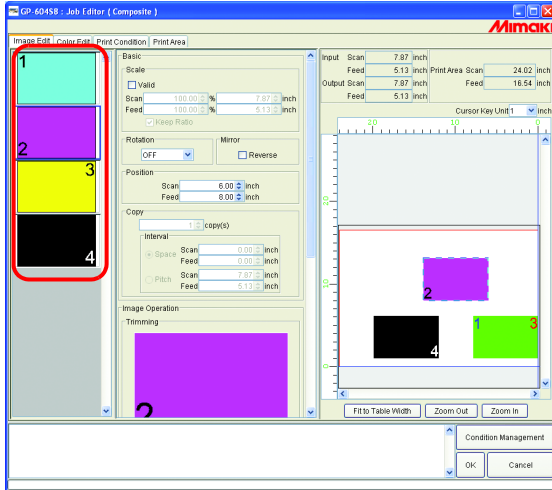 GP-604S8 : Job Editor ( Composite )
Mimaki
Image Edit Color Edit Print Condition Print Area
1
2
3
4
Basic
Scale
Valid
Scan 100.00 % 7.87 inch
Feed 100.00 % 5.13 inch
Keep Ratio
Rotation Mirror
OFF Reverse
Position
Scan 6.00 inch
Feed 8.00 inch
Copy
1 copy(s)
Interval
Space Scan 0.00 inch
Feed 0.00 inch
Pitch Scan 7.87 inch
Feed 5.13 inch
Image Operation
Trimming
2
Input Scan 7.87 inch
Feed 5.13 inch Print Area Scan 24.02 inch
Output Scan 7.87 inch Feed 16.54 inch
Feed 5.13 inch
Cursor Key Unit 1 inch
20 10 0
20
10
0
2
4 1 3
Fit to Table Width Zoom Out Zoom In
Condition Management
OK Cancel